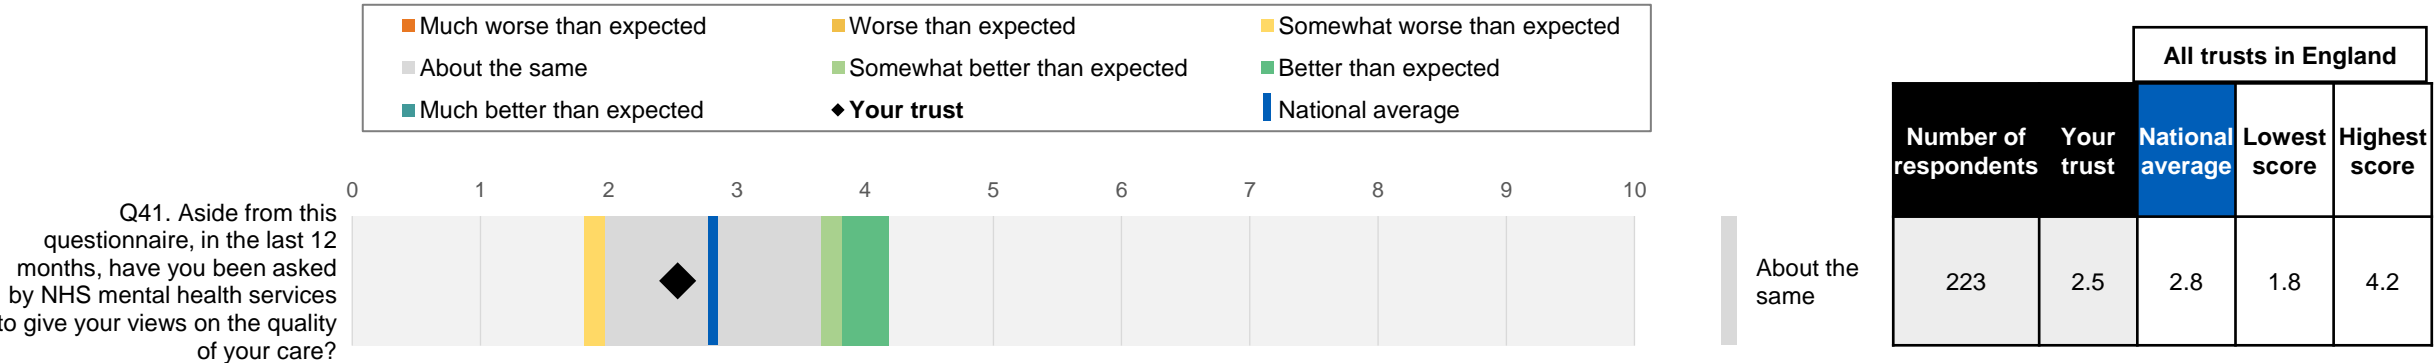 Much worse than expected
Worse than expected
Somewhat worse than expected
About the same
Somewhat better than expected
Better than expected
Much better than expected
Your trust
National average
All trusts in England
Number of respondents
Your trust
National average
Lowest score
Highest score
0 1 2 3 4 5 6 7 8 9 10
Q41. Aside from this
questionnaire, in the last 12
months, have you been asked
by NHS mental health services
to give your views on the quality
of your care?
About the
same
223 2.5 2.8 1.8 4.2